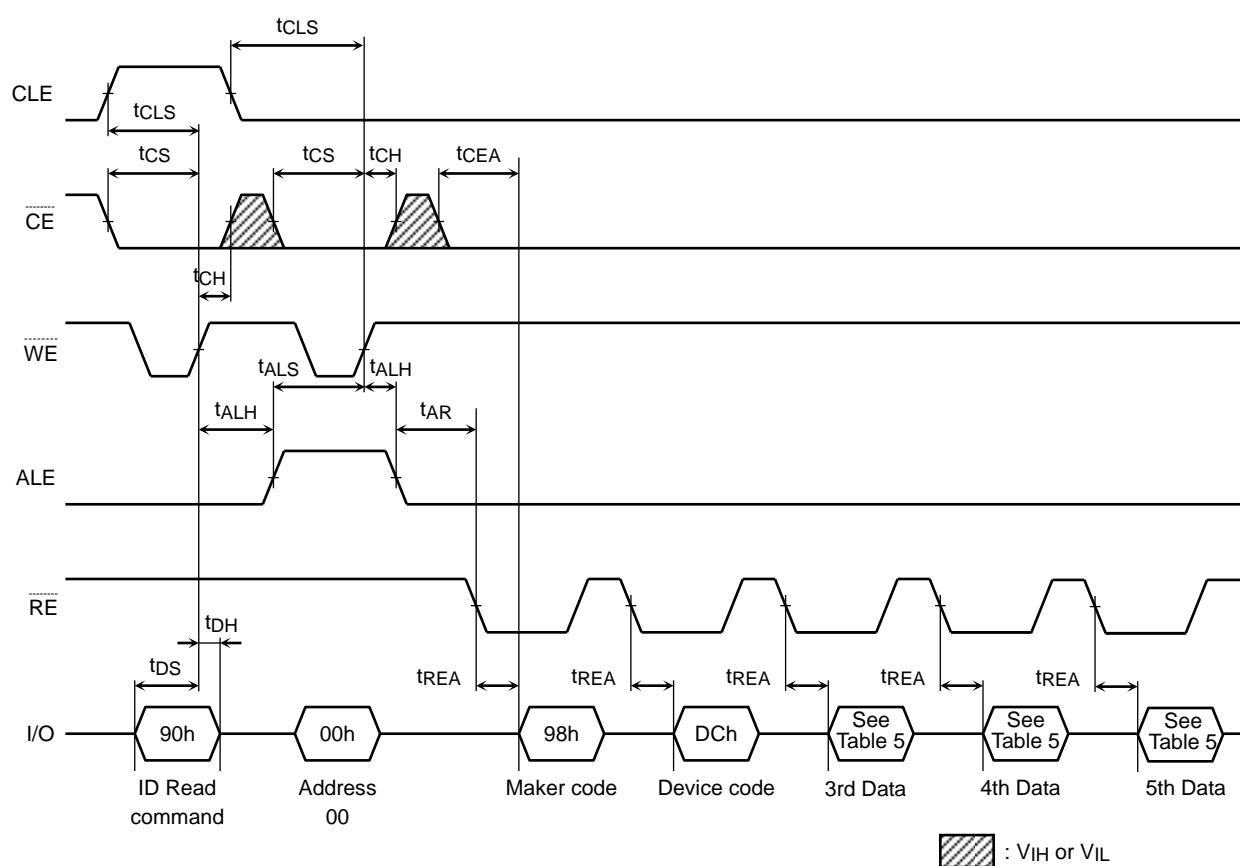 tCLS
CLE
tCLS
tCS
tCS
tCH
tCEA
CE
tCH
WE
tALS
tALH
tALH
tAR
ALE
RE
tDH
tDS
tREA
tREA
tREA
tREA
tREA
I/O
90h
00h
98h
DCh
See
Table 5
See
Table 5
See
Table 5
ID Read
command
Address
00
Maker code
Device code
3rd Data
4th Data
5th Data
: VIH or VIL